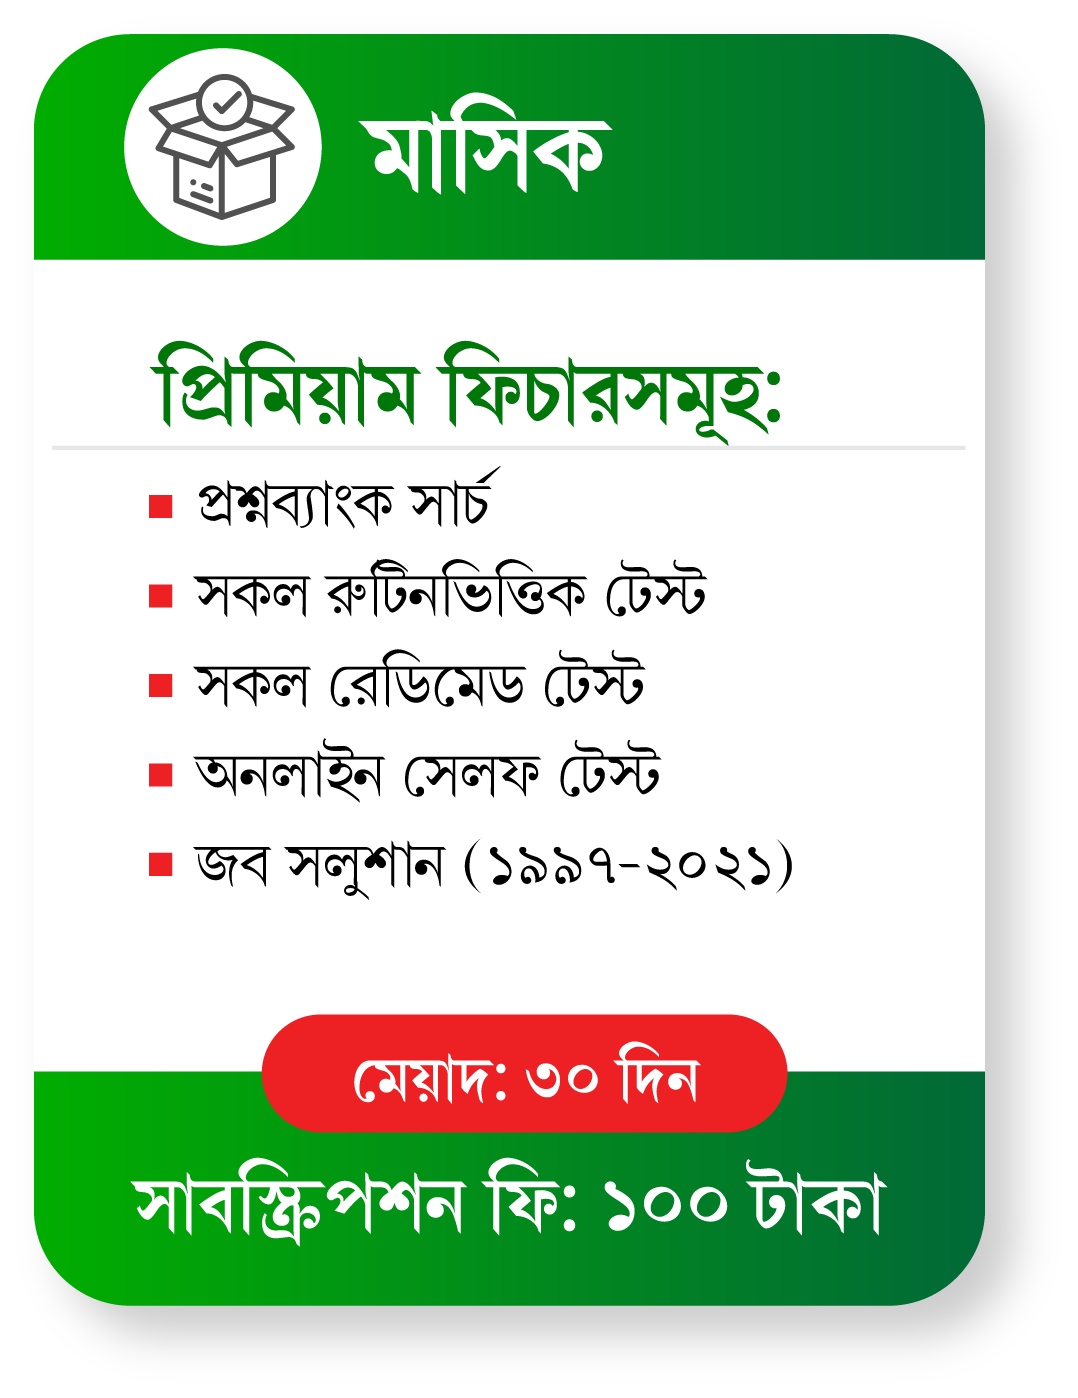 মাসিক
প্রিমিয়াম ফিচারসমূহ:
প্রশ্নব্যাংক সার্চ
সকল রুটিনভিত্তিক টেস্ট
সকল রেডিমেড টেস্ট
অনলাইন সেলফ টেস্ট
জব সলুশান (১৯৯৭-২০২১)
মেয়াদ: ৩০ দিন
সাবস্ক্রিপশন ফি: ১০০ টাকা